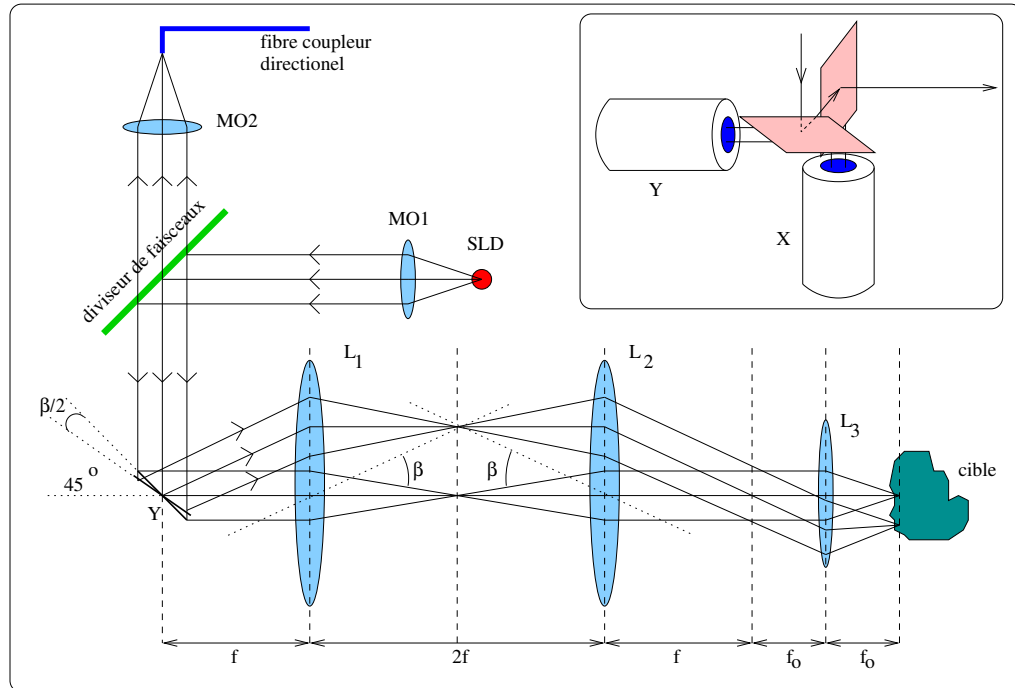 fibre coupleur
directionel
MO2
Y
X
MO1
SLD
diviseur de faisceaux
L1
L2
β/2
L3
β
β
cible
45 o
Y
f
2f
f
fo
fo